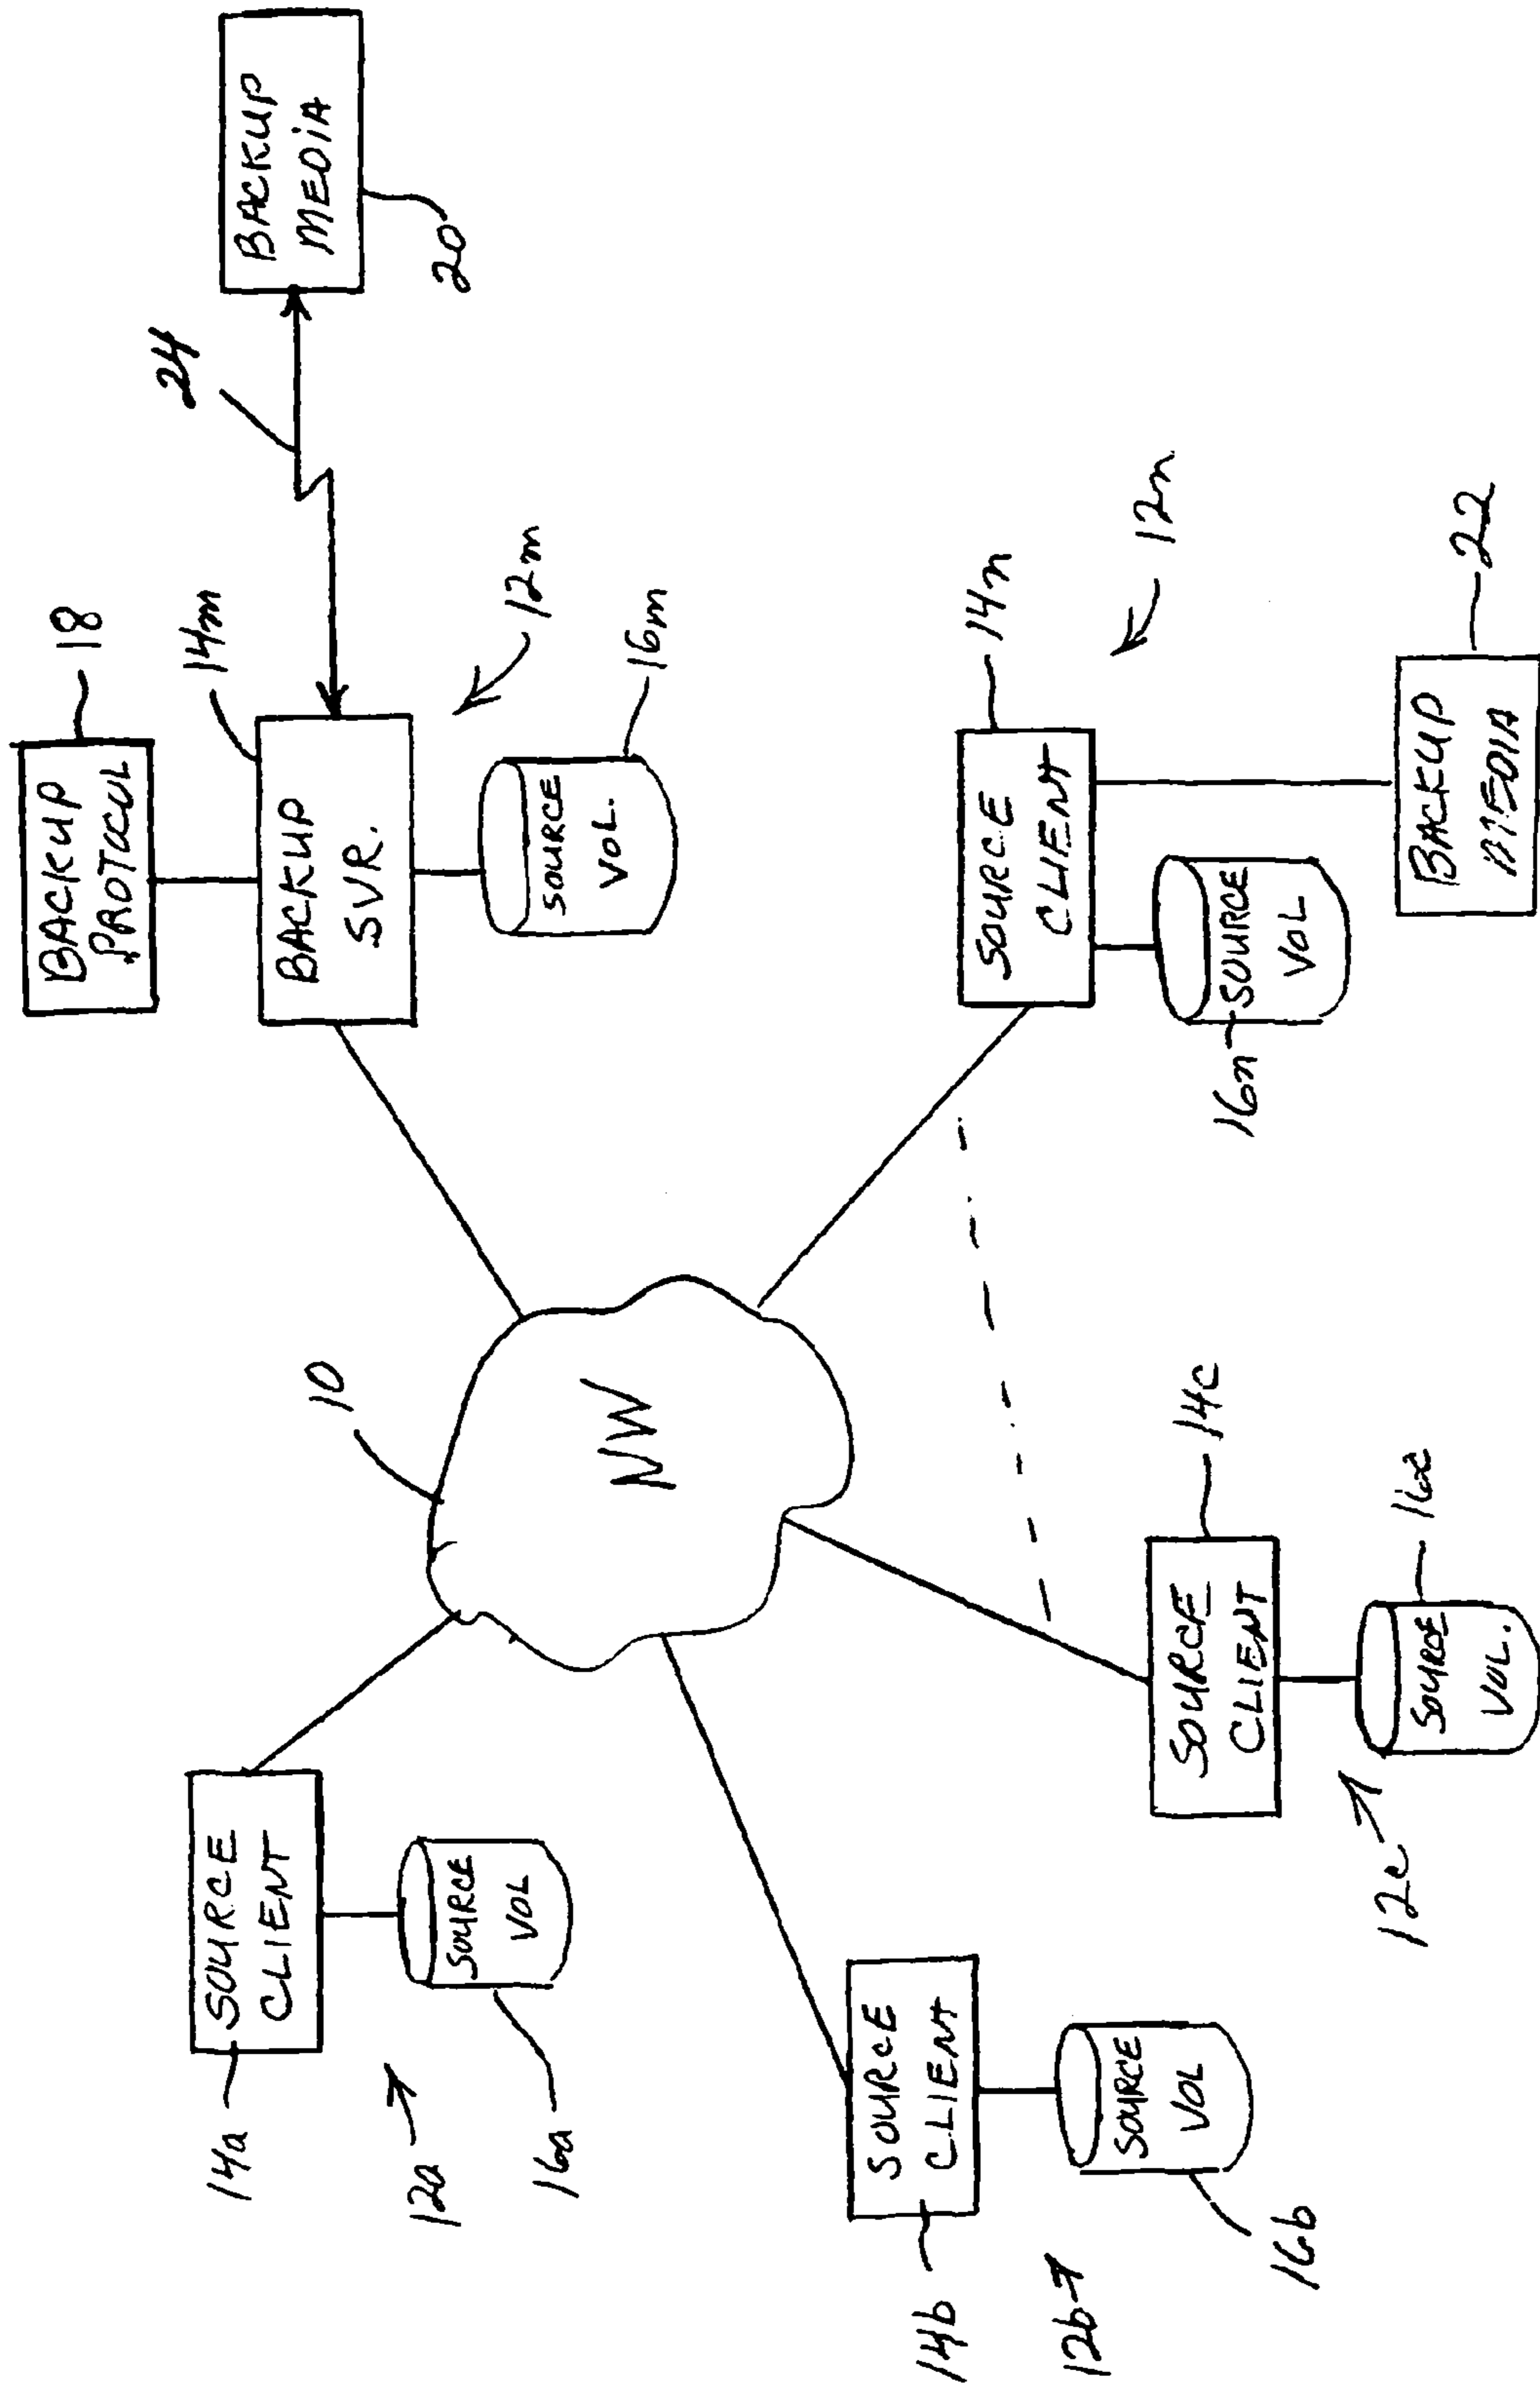 BACKUP
PROTOCOL
18
14m
BACKUP
SVR.
24
BACKUP
MEDIA
20
12m
SOURCE
VOL.
16m
14a
SOURCE
CLIENT
12a
SOURCE
VOL
16a
10
NW
14b
SOURCE
CLIENT
12b
SOURCE
VOL
16b
SOURCE
CLIENT
14c
12c
SOURCE
VOL.
16c
SOURCE
CLIENT
14n
12n
16n
SOURCE
VOL
BACKUP
MEDIA
22